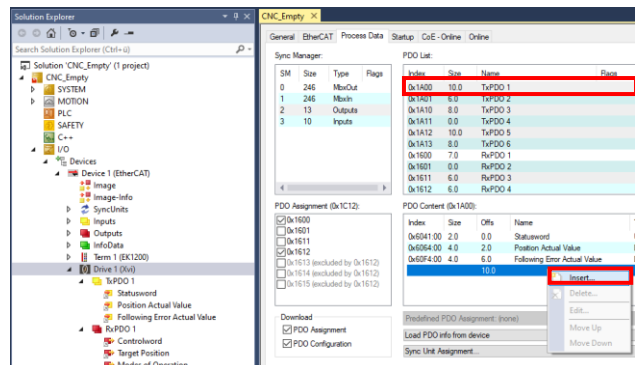 Solution Explorer
Search Solution Explorer (Ctrl+ü)
Solution 'CNC_Empty' (1 project)
CNC_Empty
SYSTEM
MOTION
PLC
SAFETY
C++
I/O
Devices
Device 1 (EtherCAT)
Image
Image-Info
SyncUnits
Inputs
Outputs
InfoData
Term 1 (EK1200)
Drive 1 (Xvi)
TxPDO 1
Statusword
Position Actual Value
Following Error Actual Value
RxPDO 1
Controlword
Target Position
Modes of Operation
CNC_Empty
General EtherCAT Process Data Startup CoE - Online Online
Sync Manager:
SM Size Type Flags
0 246 MbxOut
1 246 MbxIn
2 13 Outputs
3 10 Inputs
PDO List:
Index Size Name Flags
0x1A00 10.0 TxPDO 1
0x1A01 6.0 TxPDO 2
0x1A10 8.0 TxPDO 3
0x1A11 0.0 TxPDO 4
0x1A12 10.0 TxPDO 5
0x1A13 8.0 TxPDO 6
0x1600 7.0 RxPDO 1
0x1601 0.0 RxPDO 2
0x1611 6.0 RxPDO 3
0x1612 6.0 RxPDO 4
PDO Assignment (0x1C12):
0x1600
0x1601
0x1611
0x1612
0x1613 (excluded by 0x1612)
0x1614 (excluded by 0x1612)
0x1615 (excluded by 0x1612)
PDO Content (0x1A00):
Index Size Offs Name
0x6041:00 2.0 0.0 Statusword
0x6064:00 4.0 2.0 Position Actual Value
0x60F4:00 4.0 6.0 Following Error Actual Value
10.0
Insert...
Delete...
Edit...
Move Up
Move Down
Download
PDO Assignment
PDO Configuration
Predefined PDO Assignment: (none)
Load PDO info from device
Sync Unit Assignment...